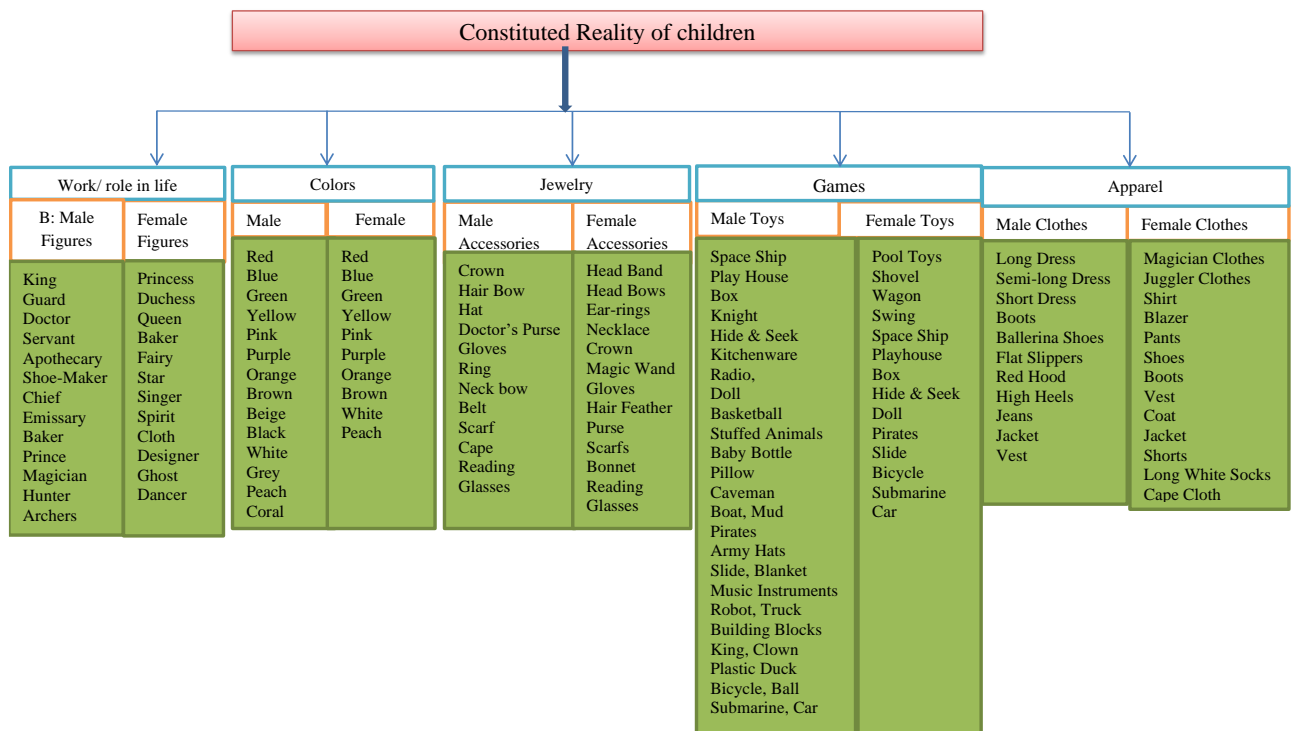 Constituted Reality of children
Work/ role in life
B: Male
Figures
King
Guard
Doctor
Servant
Apothecary
Shoe-Maker
Chief
Emissary
Baker
Prince
Magician
Hunter
Archers
Female
Figures
Princess
Duchess
Queen
Baker
Fairy
Star
Singer
Spirit
Cloth
Designer
Ghost
Dancer
Colors
Male
Red
Blue
Green
Yellow
Pink
Purple
Orange
Brown
Beige
Black
White
Grey
Peach
Coral
Female
Red
Blue
Green
Yellow
Pink
Purple
Orange
Brown
White
Peach
Jewelry
Male
Accessories
Crown
Hair Bow
Hat
Doctor's Purse
Gloves
Ring
Neck bow
Belt
Scarf
Cape
Reading
Glasses
Female
Accessories
Head Band
Head Bows
Ear-rings
Necklace
Crown
Magic Wand
Gloves
Hair Feather
Purse
Scarfs
Bonnet
Reading
Glasses
Games
Male Toys
Space Ship
Play House
Box
Knight
Hide & Seek
Kitchenware
Radio,
Doll
Basketball
Stuffed Animals
Baby Bottle
Pillow
Caveman
Boat, Mud
Pirates
Army Hats
Slide, Blanket
Music Instruments
Robot, Truck
Building Blocks
King, Clown
Plastic Duck
Bicycle, Ball
Submarine, Car
Female Toys
Pool Toys
Shovel
Wagon
Swing
Space Ship
Playhouse
Box
Hide & Seek
Doll
Pirates
Slide
Bicycle
Submarine
Car
Apparel
Male Clothes
Long Dress
Semi-long Dress
Short Dress
Boots
Ballerina Shoes
Flat Slippers
Red Hood
High Heels
Jeans
Jacket
Vest
Female Clothes
Magician Clothes
Juggler Clothes
Shirt
Blazer
Pants
Shoes
Boots
Vest
Coat
Jacket
Shorts
Long White Socks
Cape Cloth